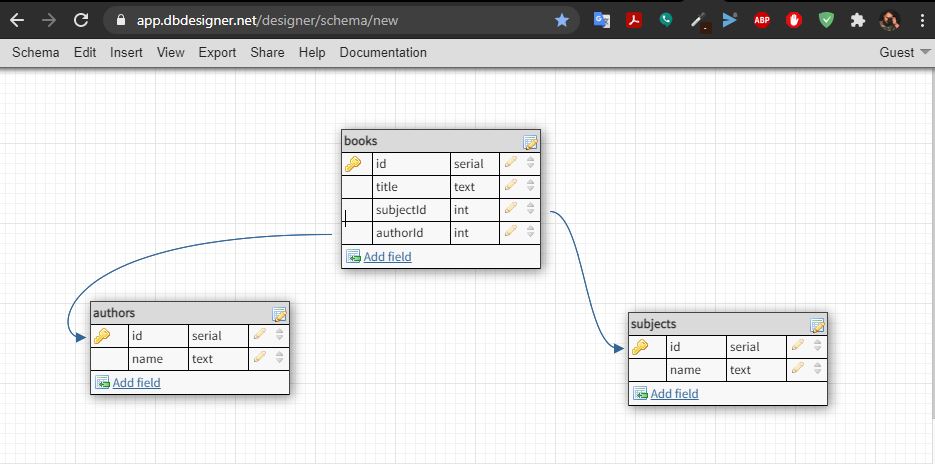 app.dbdesigner.net/designer/schema/new
ABP
Schema Edit Insert View Export Share Help Documentation Guest
books
id serial
title text
subjectId int
authorId int
Add field
authors
id serial
name text
Add field
subjects
id serial
name text
Add field